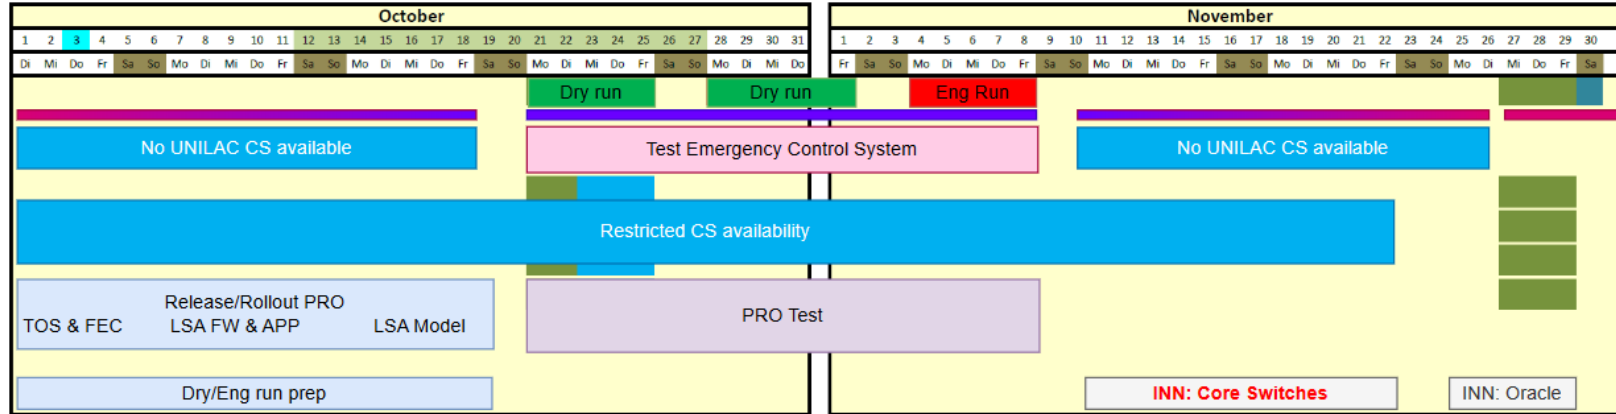 October
November
1 2 3 4 5 6 7 8 9 10 11 12 13 14 15 16 17 18 19 20 21 22 23 24 25 26 27 28 29 30 31
1 2 3 4 5 6 7 8 9 10 11 12 13 14 15 16 17 18 19 20 21 22 23 24 25 26 27 28 29 30
Di Mi Do Fr Sa So Mo Di Mi Do Fr Sa So Mo Di Mi Do Fr Sa So Mo Di Mi Do Fr Sa So Mo Di Mi Do
Fr Sa So Mo Di Mi Do Fr Sa So Mo Di Mi Do Fr Sa So Mo Di Mi Do Fr Sa So Mo Di Mi Do Fr Sa
Dry run
Dry run
Eng Run
No UNILAC CS available
Test Emergency Control System
No UNILAC CS available
Restricted CS availability
Release/Rollout PRO
TOS & FEC LSA FW & APP LSA Model
PRO Test
Dry/Eng run prep
INN: Core Switches
INN: Oracle